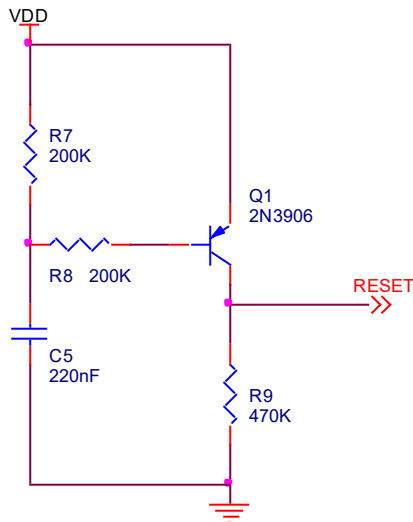 VDD
R7
200K
Q1
2N3906
R8 200K
RESET
C5
220nF
R9
470K